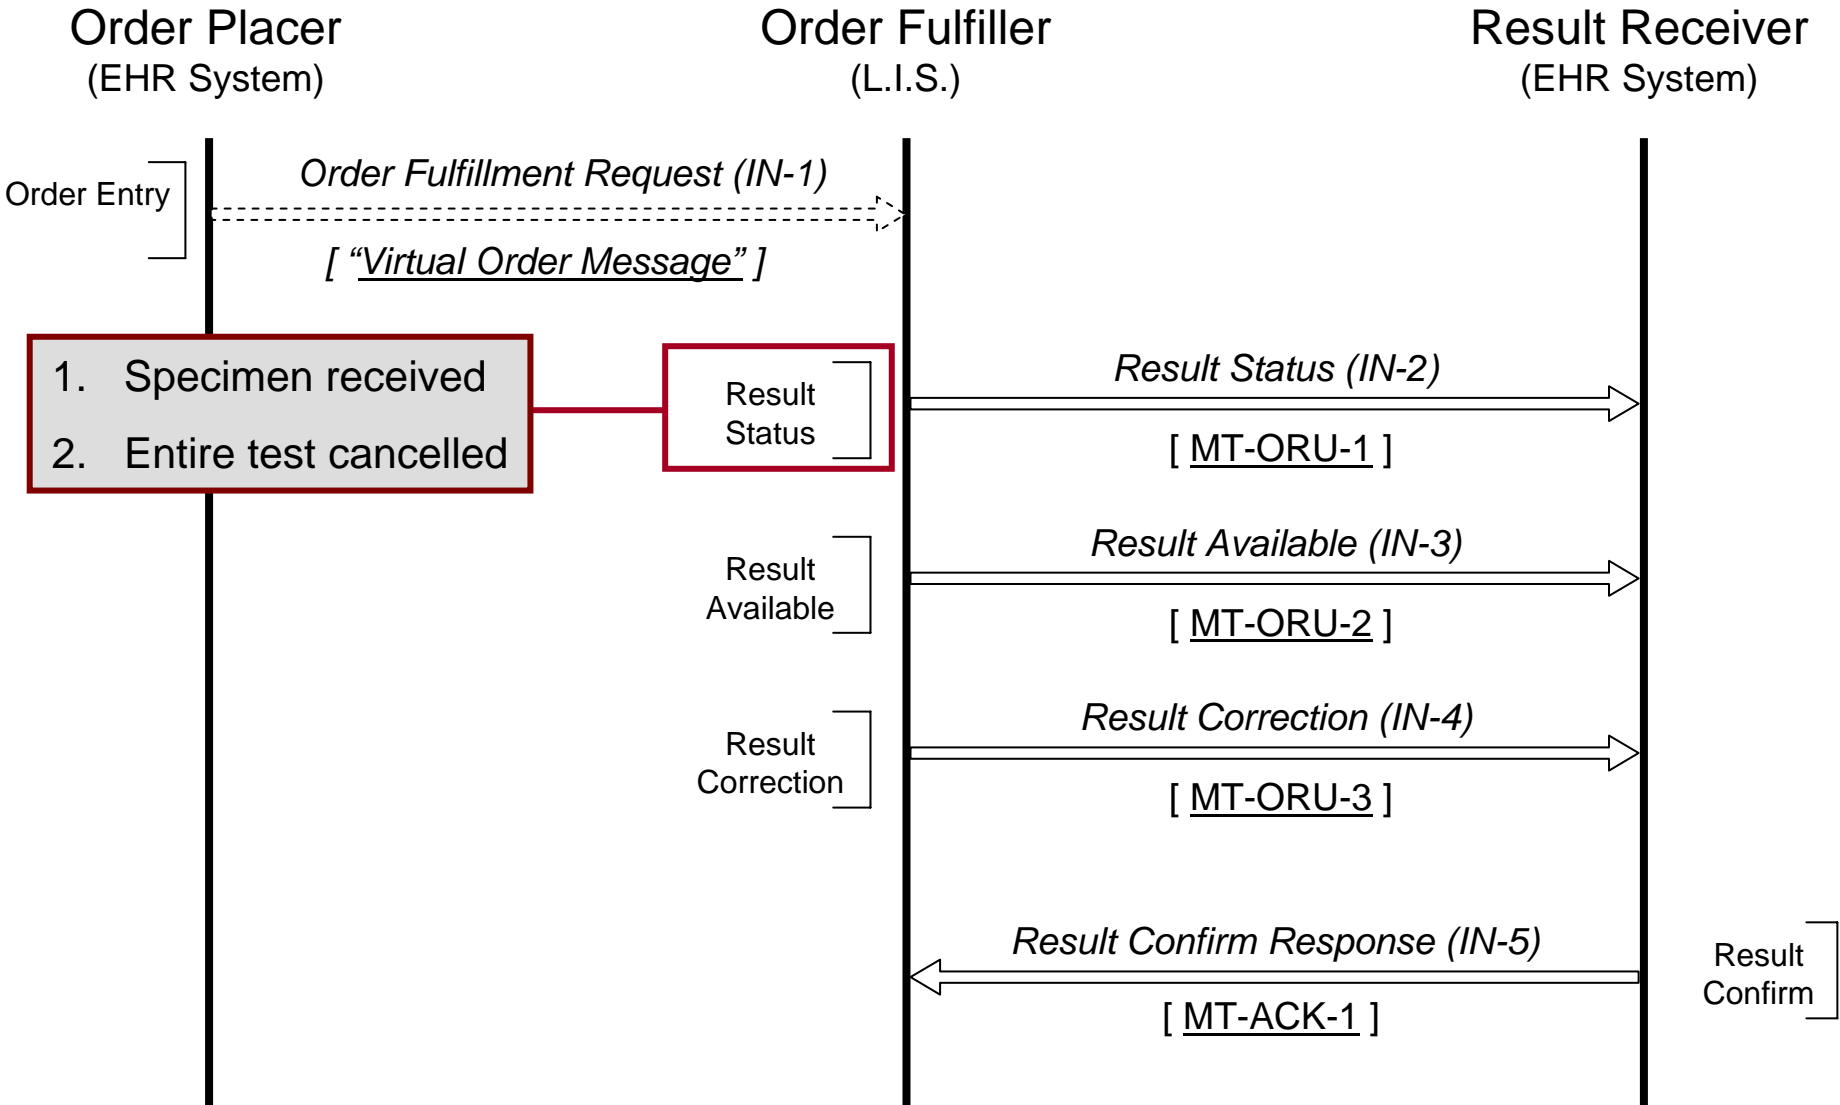 Order Placer
(EHR System)
Order Fulfiller
(L.I.S.)
Result Receiver
(EHR System)
Order Entry
Order Fulfillment Request (IN-1)
[ “Virtual Order Message” ]
1. Specimen received
2. Entire test cancelled
Result
Status
Result Status (IN-2)
[ MT-ORU-1 ]
Result
Available
Result Available (IN-3)
[ MT-ORU-2 ]
Result
Correction
Result Correction (IN-4)
[ MT-ORU-3 ]
Result Confirm Response (IN-5)
[ MT-ACK-1 ]
Result
Confirm